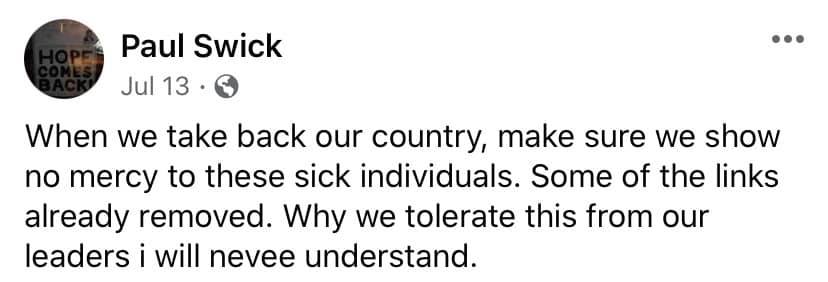 HOPE
COMES
BACK!
Paul Swick
Jul 13 ·
When we take back our country, make sure we show
no mercy to these sick individuals. Some of the links
already removed. Why we tolerate this from our
leaders i will nevee understand.